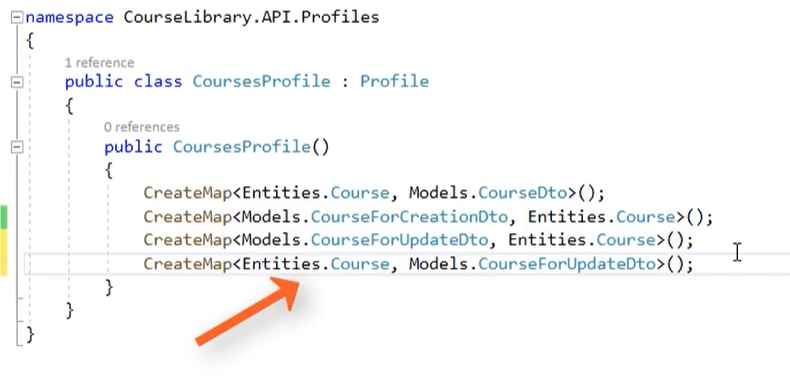 namespace CourseLibrary.API.Profiles
{
1 reference
public class CoursesProfile : Profile
{
0 references
public CoursesProfile()
{
CreateMap<Entities.Course, Models.CourseDto>();
CreateMap<Models.CourseForCreationDto, Entities.Course>();
CreateMap<Models.CourseForUpdateDto, Entities.Course>();
CreateMap<Entities.Course, Models.CourseForUpdateDto>();
}
}
}